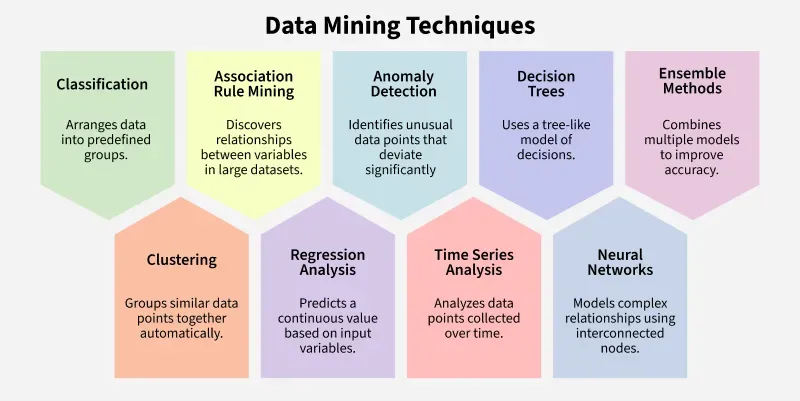 Data Mining Techniques
Classification
Arranges data
into predefined
groups.
Association
Rule Mining
Discovers
relationships
between variables
in large datasets.
Anomaly
Detection
Identifies unusual
data points that
deviate
significantly
Decision
Trees
Uses a tree-like
model of
decisions.
Ensemble
Methods
Combines
multiple models
to improve
accuracy.
Clustering
Groups similar data
points together
automatically.
Regression
Analysis
Predicts a
continuous value
based on input
variables.
Time Series
Analysis
Analyzes data
points collected
over time.
Neural
Networks
Models complex
relationships using
interconnected
nodes.